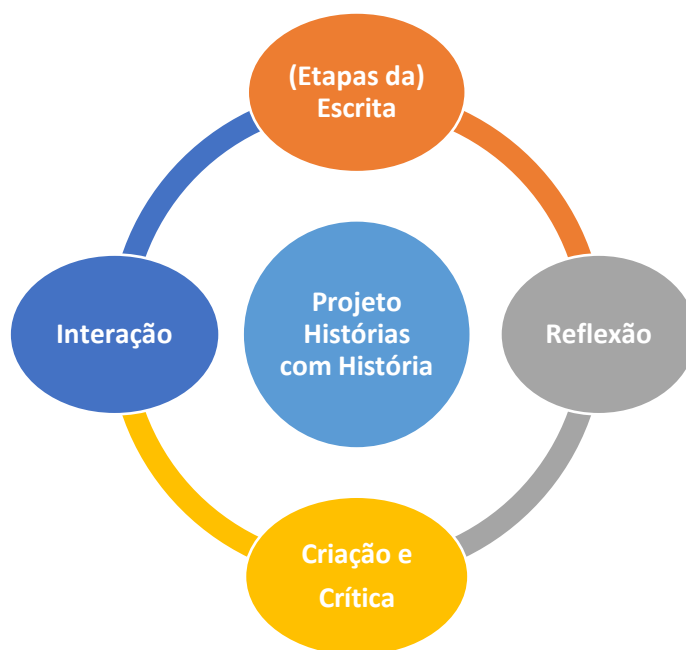 (Etapas da)
Escrita
Interação
Projeto
Histórias
com História
Reflexão
Criação e
Crítica